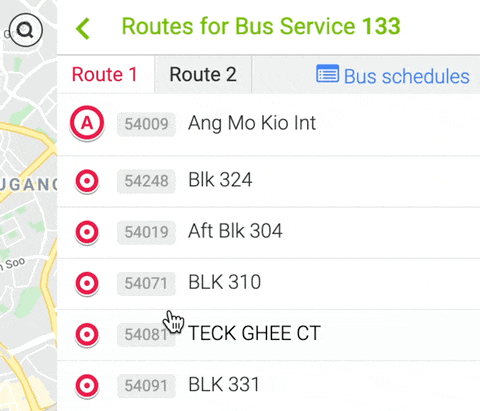 Routes for Bus Service 133
Route 1
Route 2
Bus schedules
A
54009
Ang Mo Kio Int
54248
Blk 324
54019
Aft Blk 304
54071
BLK 310
54081
TECK GHEE CT
54091
BLK 331
UGANG
Soo